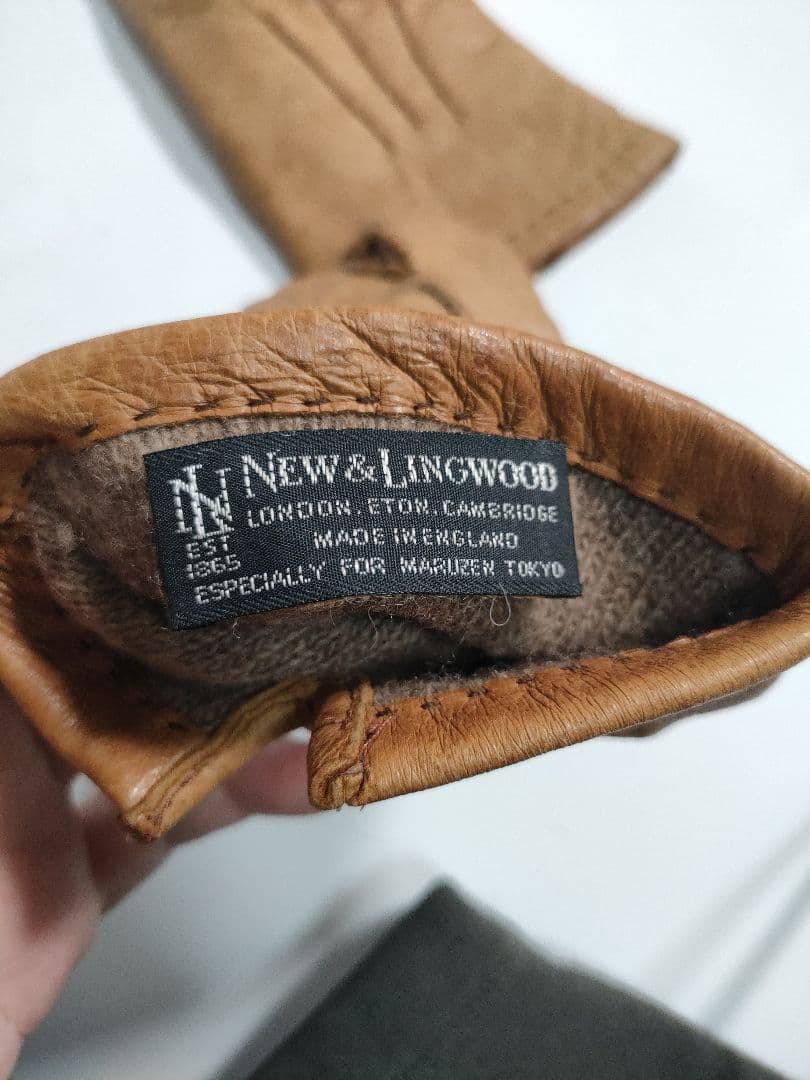 NEW & LINGWOOD
LONDON. ETON. CAMBRIDGE
MADE IN ENGLAND
NL
EST.
1865
ESPECIALLY FOR MARUZEN TOKYO